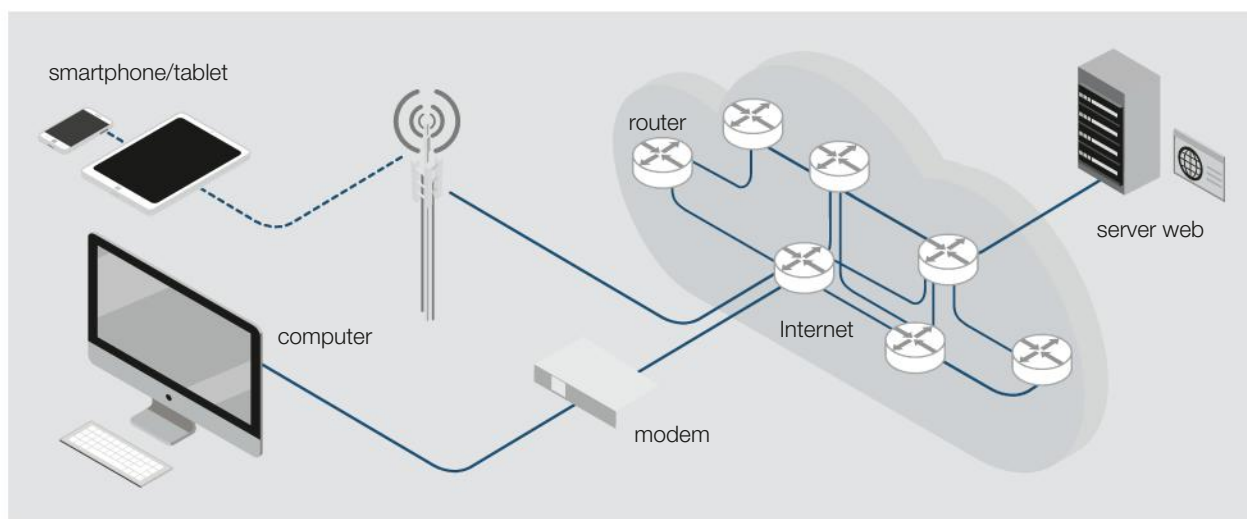 smartphone/tablet
router
server web
computer
Internet
modem